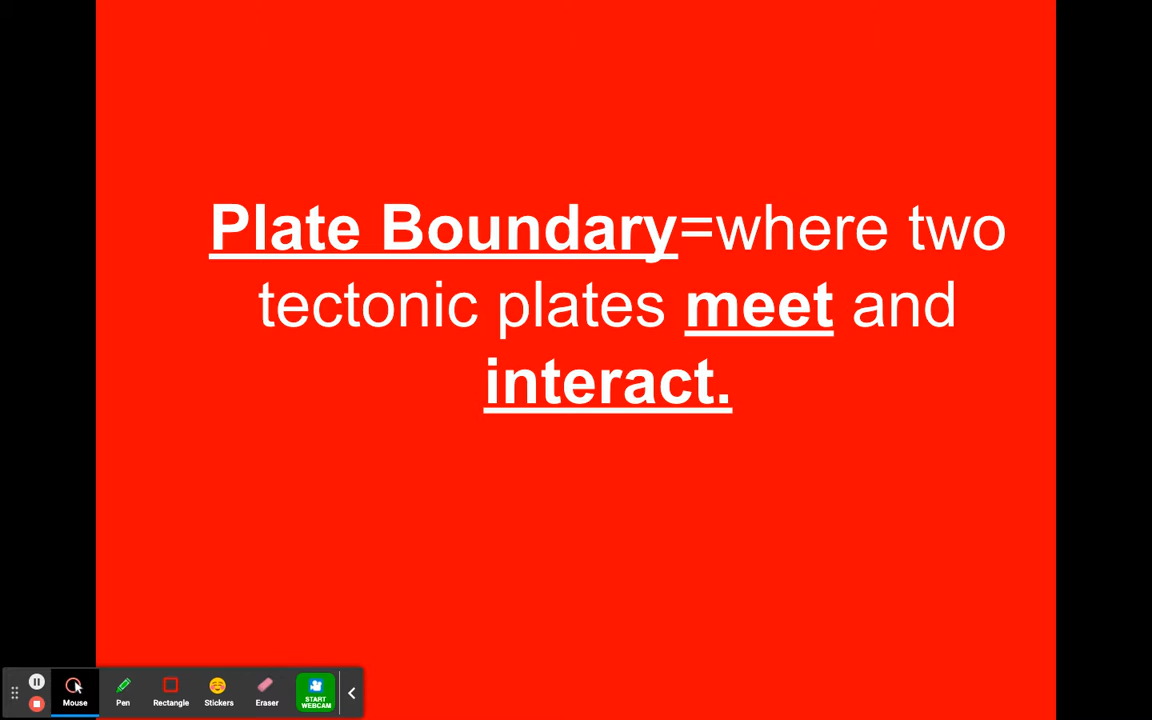 Plate Boundary=where two
tectonic plates meet and
interact.
Mouse
Pen
Rectangle
Stickers
Eraser
START
WEBCAM